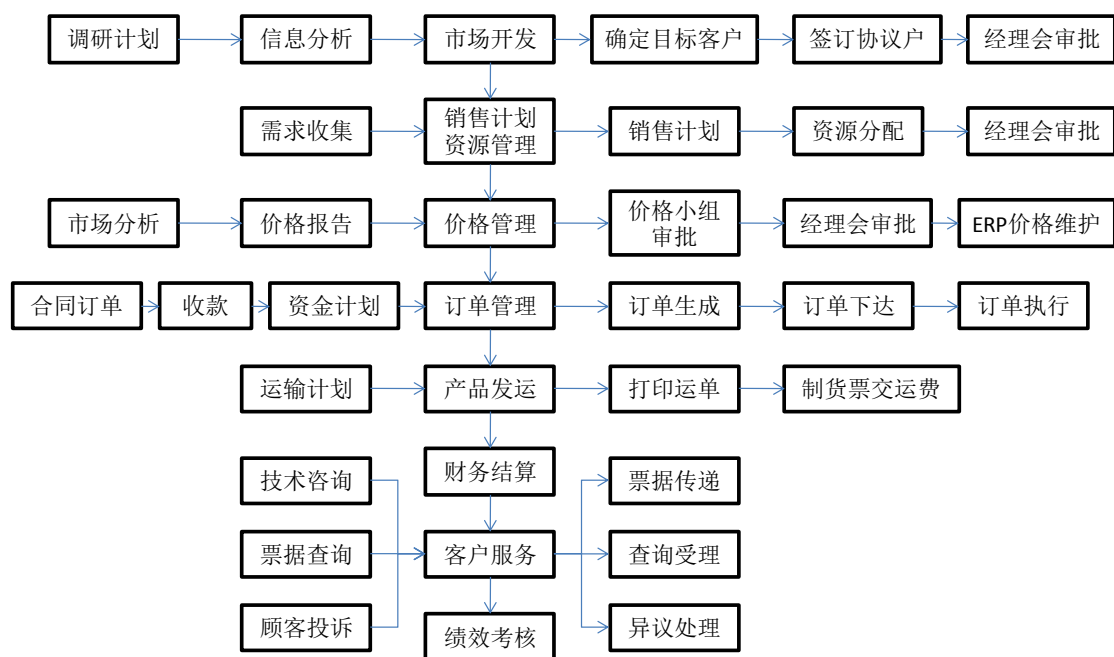 调研计划
信息分析
市场开发
确定目标客户
签订协议户
经理会审批
需求收集
销售计划
资源管理
销售计划
资源分配
经理会审批
市场分析
价格报告
价格管理
价格小组
审批
经理会审批
ERP价格维护
合同订单
收款
资金计划
订单管理
订单生成
订单下达
订单执行
运输计划
产品发运
打印运单
制货票交运费
财务结算
技术咨询
票据传递
票据查询
客户服务
查询受理
顾客投诉
绩效考核
异议处理